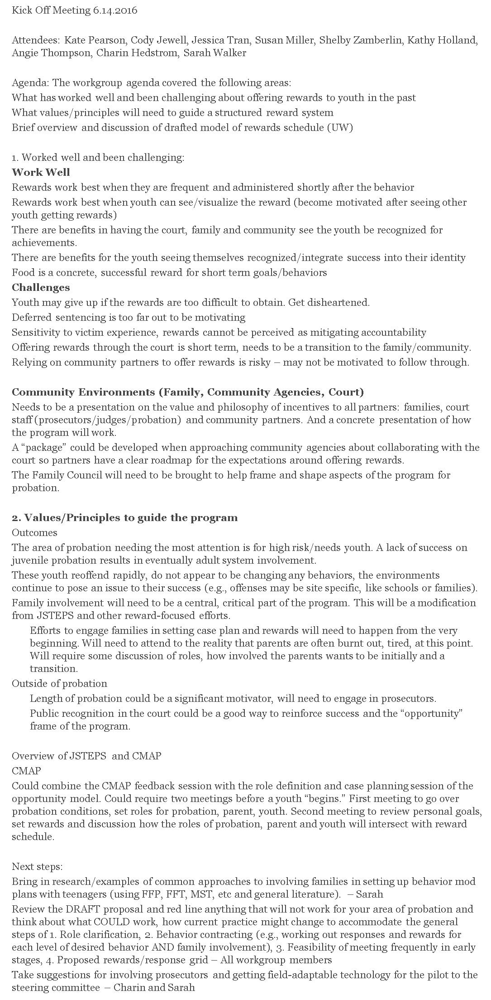 Kick Off Meeting 6.14.2016
Attendees: Kate Pearson, Cody Jewell, Jessica Tran, Susan Miller, Shelby Zamberlin, Kathy Holland,
Angie Thompson, Charin Hedstrom, Sarah Walker
Agenda: The workgroup agenda covered the following areas:
What has worked well and been challenging about offering rewards to youth in the past
What values/principles will need to guide a structured reward system
Brief overview and discussion of drafted model of rewards schedule (UW)
1. Worked well and been challenging:
Work Well
Rewards work best when they are frequent and administered shortly after the behavior
Rewards work best when youth can see/visualize the reward (become motivated after seeing other
youth getting rewards)
There are benefits in having the court, family and community see the youth be recognized for
achievements.
There are benefits for the youth seeing themselves recognized/integrate success into their identity
Food is a concrete, successful reward for short term goals/behaviors
Challenges
Youth may give up if the rewards are too difficult to obtain. Get disheartened.
Deferred sentencing is too far out to be motivating
Sensitivity to victim experience, rewards cannot be perceived as mitigating accountability
Offering rewards through the court is short term, needs to be a transition to the family/community.
Relying on community partners to offer rewards is risky – may not be motivated to follow through.
Community Environments (Family, Community Agencies, Court)
Needs to be a presentation on the value and philosophy of incentives to all partners: families, court
staff (prosecutors/judges/probation) and community partners. And a concrete presentation of how
the program will work.
A “package” could be developed when approaching community agencies about collaborating with the
court so partners have a clear roadmap for the expectations around offering rewards.
The Family Council will need to be brought to help frame and shape aspects of the program for
probation.
2. Values/Principles to guide the program
Outcomes
The area of probation needing the most attention is for high risk/needs youth. A lack of success on
juvenile probation results in eventually adult system involvement.
These youth reoffend rapidly, do not appear to be changing any behaviors, the environments
continue to pose an issue to their success (e.g., offenses may be site specific, like schools or families).
Family involvement will need to be a central, critical part of the program. This will be a modification
from JSTEPS and other reward-focused efforts.
Efforts to engage families in setting case plan and rewards will need to happen from the very
beginning. Will need to attend to the reality that parents are often burnt out, tired, at this point.
Will require some discussion of roles, how involved the parents wants to be initially and a
transition.
Outside of probation
Length of probation could be a significant motivator, will need to engage in prosecutors.
Public recognition in the court could be a good way to reinforce success and the “opportunity”
frame of the program.
Overview of JSTEPS and CMAP
CMAP
Could combine the CMAP feedback session with the role definition and case planning session of the
opportunity model. Could require two meetings before a youth “begins.” First meeting to go over
probation conditions, set roles for probation, parent, youth. Second meeting to review personal goals,
set rewards and discussion how the roles of probation, parent and youth will intersect with reward
schedule.
Next steps:
Bring in research/examples of common approaches to involving families in setting up behavior mod
plans with teenagers (using FFP, FFT, MST, etc and general literature). – Sarah
Review the DRAFT proposal and red line anything that will not work for your area of probation and
think about what COULD work, how current practice might change to accommodate the general
steps of 1. Role clarification, 2. Behavior contracting (e.g., working out responses and rewards for
each level of desired behavior AND family involvement), 3. Feasibility of meeting frequently in early
stages, 4. Proposed rewards/response grid – All workgroup members
Take suggestions for involving prosecutors and getting field-adaptable technology for the pilot to the
steering committee – Charin and Sarah